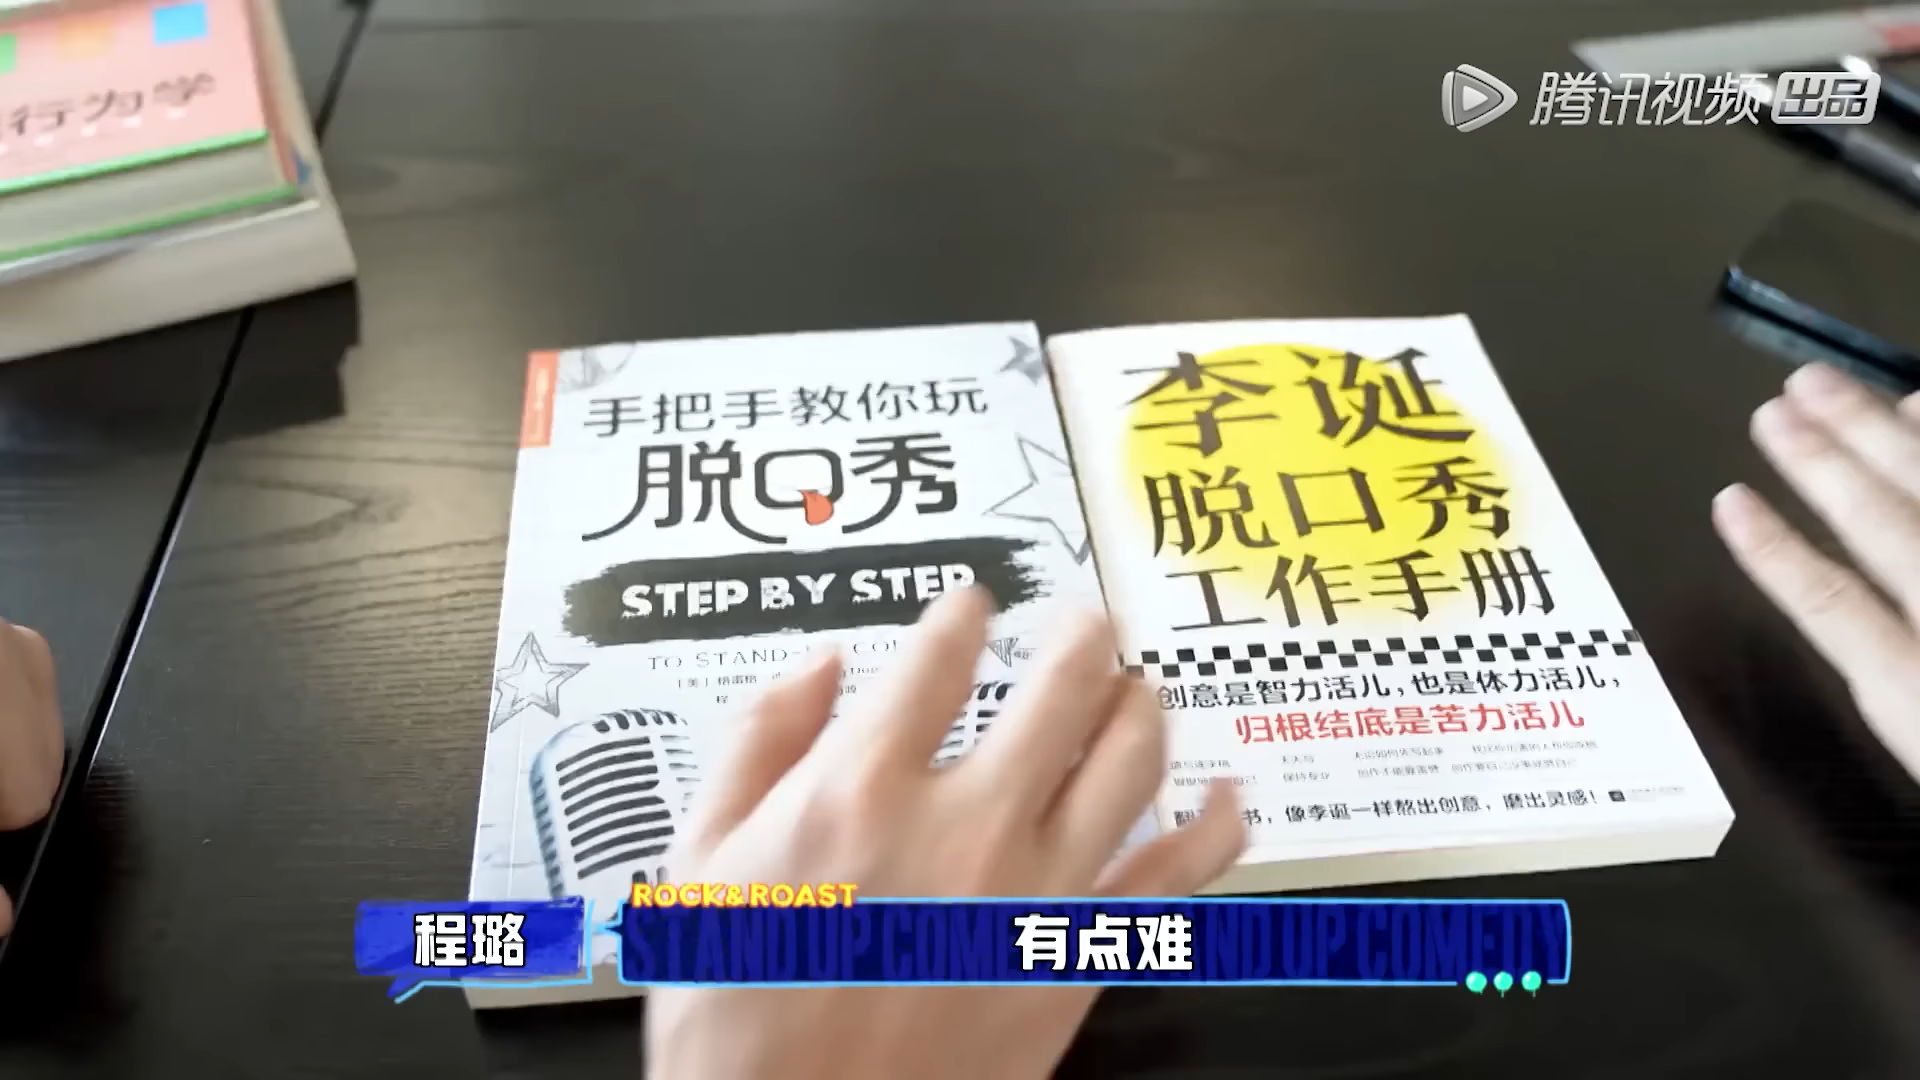 行为学
腾讯视频 出品
手把手教你玩
脱口秀
STEP BY STEP
TO STAND-
李诞
脱口秀
工作手册
创意是智力活儿，也是体力活儿，
归根结底是苦力活儿
书，像李诞一样熬出创意，磨出灵感！
ROCK&ROAST
程璐
有点难
STAND UP COMEDY